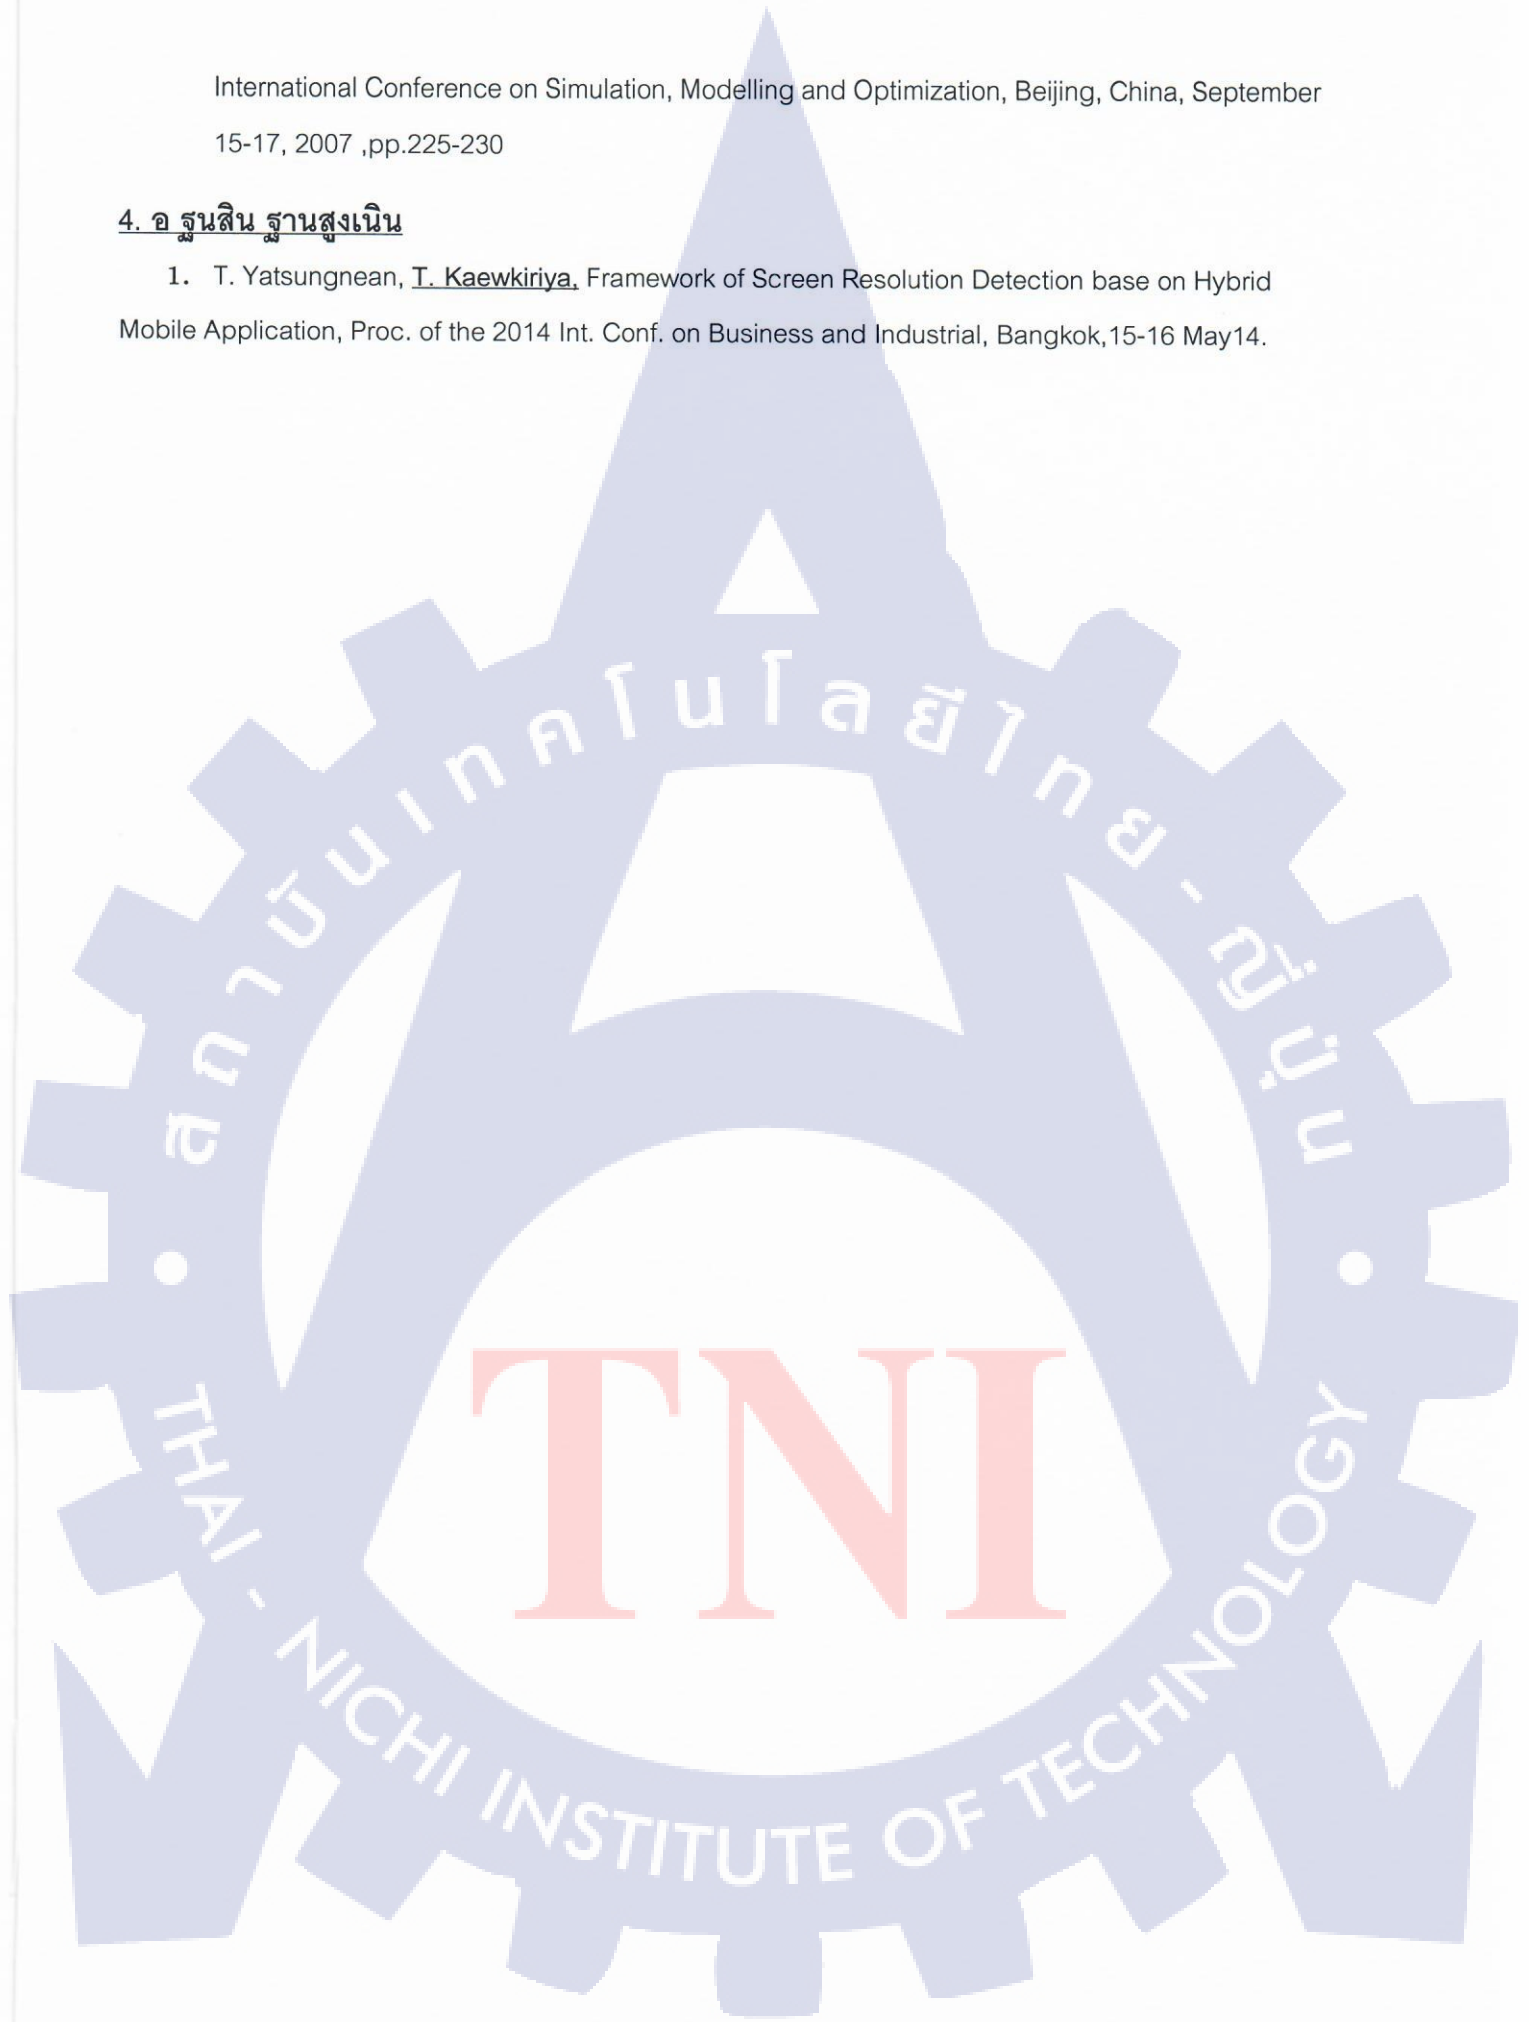 International Conference on Simulation, Modelling and Optimization, Beijing, China, September
15-17, 2007 ,pp.225-230
4. อ ฐนสิน ฐานสูงเนิน
1. T. Yatsungnean, T. Kaewkiriya, Framework of Screen Resolution Detection base on Hybrid
Mobile Application, Proc. of the 2014 Int. Conf. on Business and Industrial, Bangkok,15-16 May14.
สถาบันเทคโนโลยีไทย-ญี่ปุ่น
TNI
THAI - NICHI INSTITUTE OF TECHNOLOGY